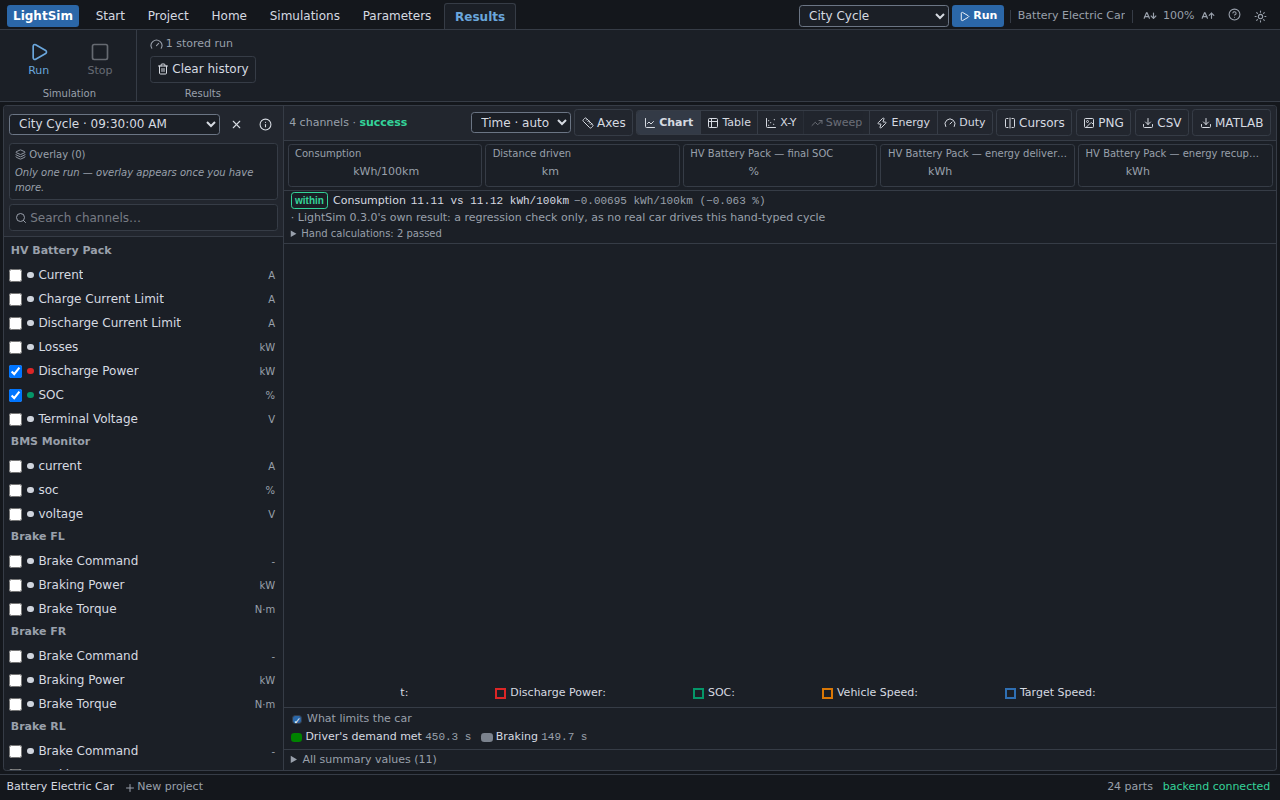 LightSim Start Project Home Simulations Parameters Results City Cycle Run Battery Electric Car A 100% A
Run Stop
Simulation
1 stored run
Clear history
Results
City Cycle · 09:30:00 AM
Overlay (0)
Only one run — overlay appears once you have
more.
Search channels…
HV Battery Pack
Current A
Charge Current Limit A
Discharge Current Limit A
Losses kW
Discharge Power kW
SOC %
Terminal Voltage V
BMS Monitor
current A
soc %
voltage V
Brake FL
Brake Command -
Braking Power kW
Brake Torque N·m
Brake FR
Brake Command -
Braking Power kW
Brake Torque N·m
Brake RL
Brake Command -
4 channels · success Time · auto Axes Chart Table X-Y Sweep Energy Duty Cursors PNG CSV MATLAB
Consumption
kWh/100km
Distance driven
km
HV Battery Pack — final SOC
%
HV Battery Pack — energy deliver…
kWh
HV Battery Pack — energy recup…
kWh
within Consumption 11.11 vs 11.12 kWh/100km −0.00695 kWh/100km (−0.063 %)
· LightSim 0.3.0's own result: a regression check only, as no real car drives this hand-typed cycle
Hand calculations: 2 passed
t: Discharge Power: SOC: Vehicle Speed: Target Speed:
What limits the car
Driver's demand met 450.3 s Braking 149.7 s
All summary values (11)
Battery Electric Car + New project 24 parts backend connected